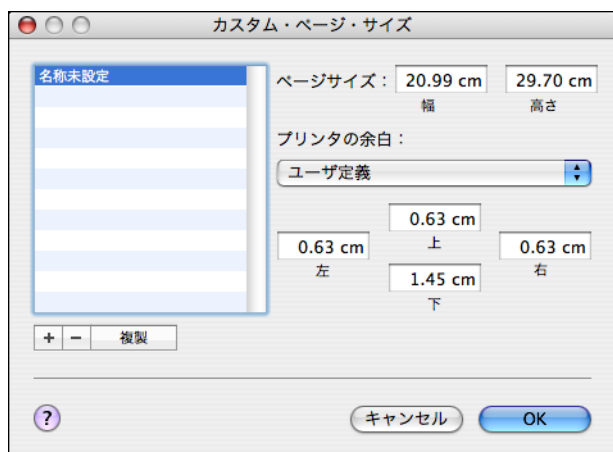 カスタム・ページ・サイズ
名称未設定
ページサイズ： 20.99 cm 29.70 cm
幅 高さ
プリンタの余白：
ユーザ定義
0.63 cm
上
0.63 cm 0.63 cm
左 右
1.45 cm
下
+ − 複製
? キャンセル OK